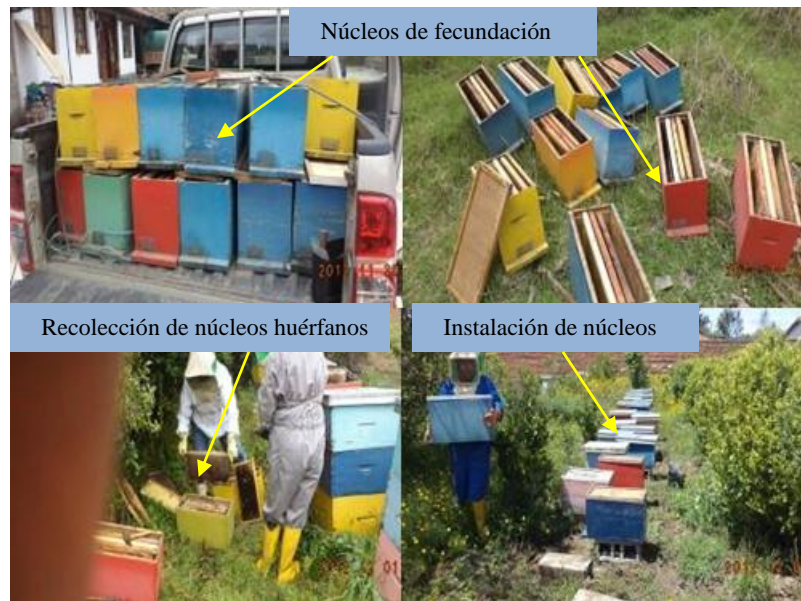 Núcleos de fecundación
Recolección de núcleos huérfanos
Instalación de núcleos